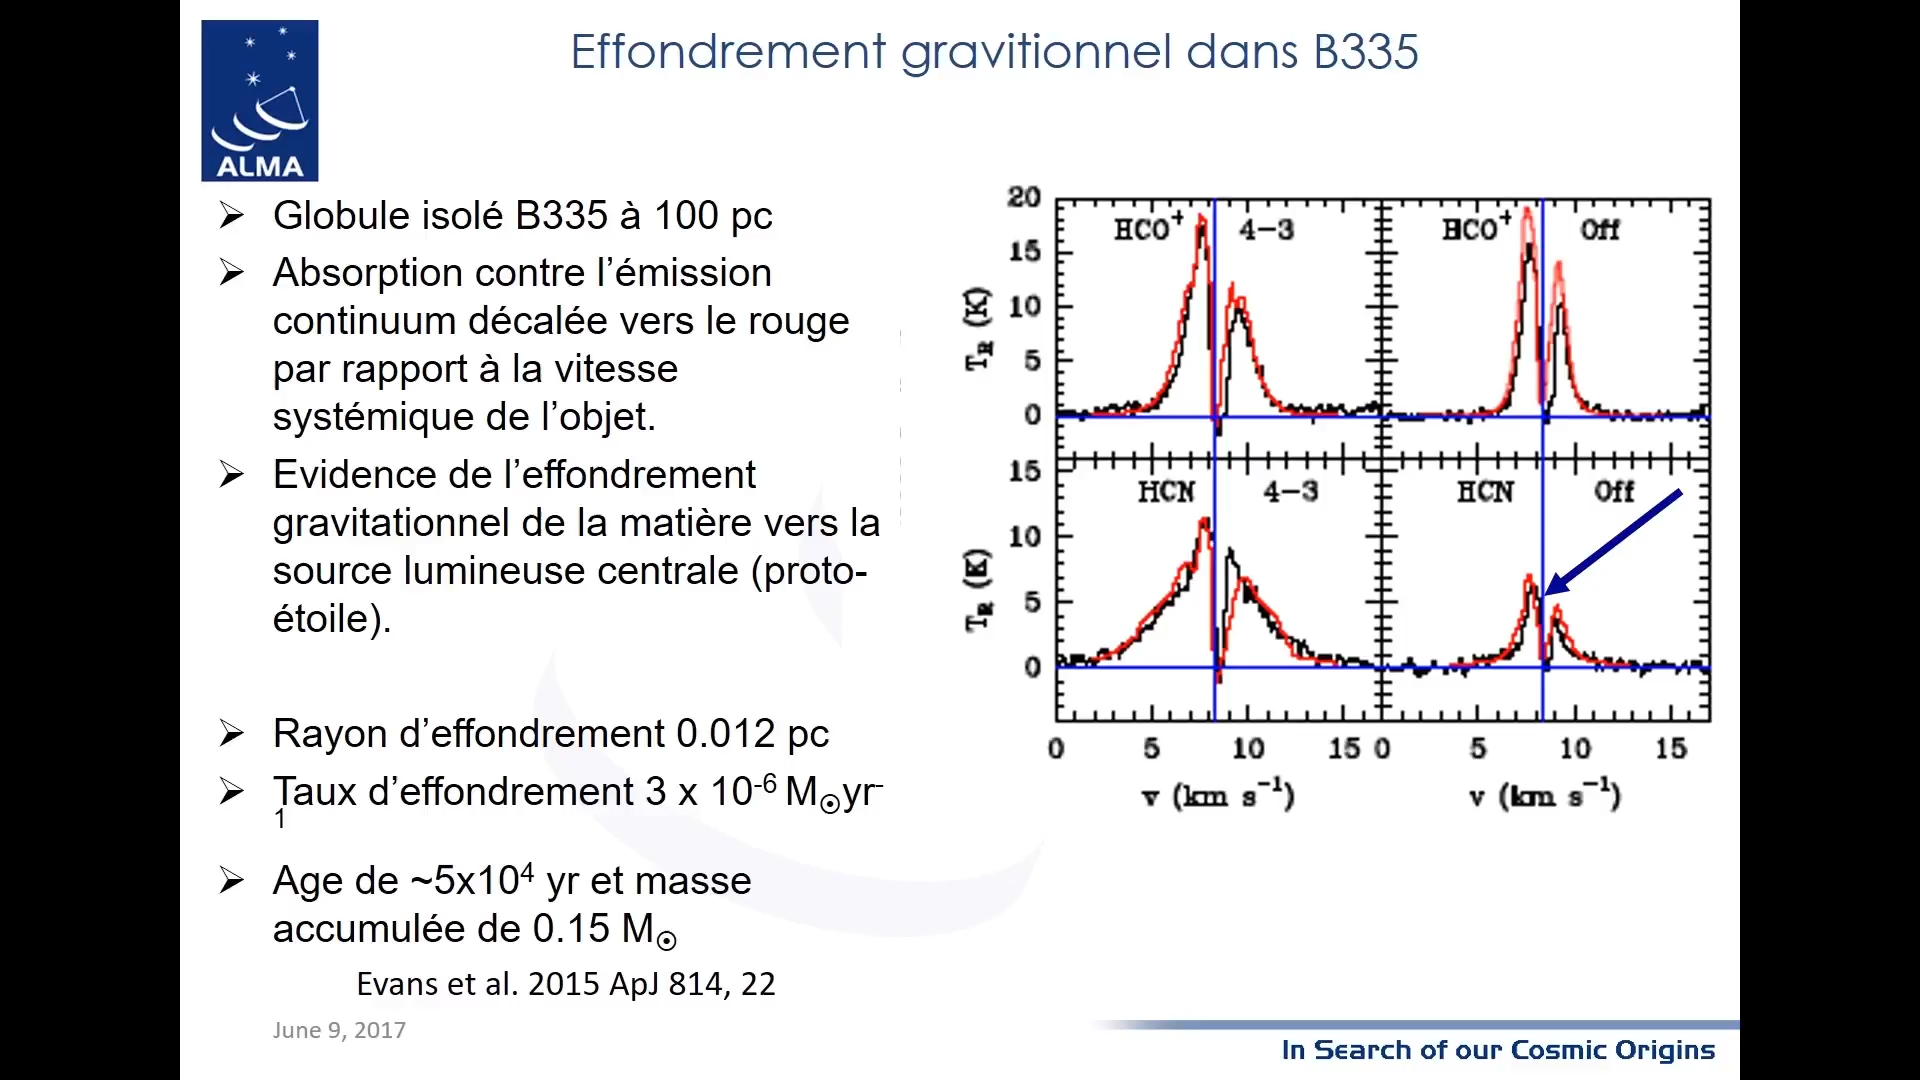 Effondrement gravitionnel dans B335
ALMA
Globule isolé B335 à 100 pc
Absorption contre l’émission
continuum décalée vers le rouge
par rapport à la vitesse
systémique de l’objet.
Evidence de l’effondrement
gravitationnel de la matière vers la
source lumineuse centrale (proto-
étoile).
Rayon d’effondrement 0.012 pc
Taux d’effondrement 3 x 10⁻⁶ M☉yr⁻
¹
Age de ~5x10⁴ yr et masse
accumulée de 0.15 M☉
Evans et al. 2015 ApJ 814, 22
June 9, 2017
20
15
10
5
0
T_R (K)
HCO⁺ 4−3
HCO⁺ Off
15
10
5
0
T_R (K)
HCN 4−3
HCN Off
0 5 10 15 0 5 10 15
v (km s⁻¹) v (km s⁻¹)
In Search of our Cosmic Origins